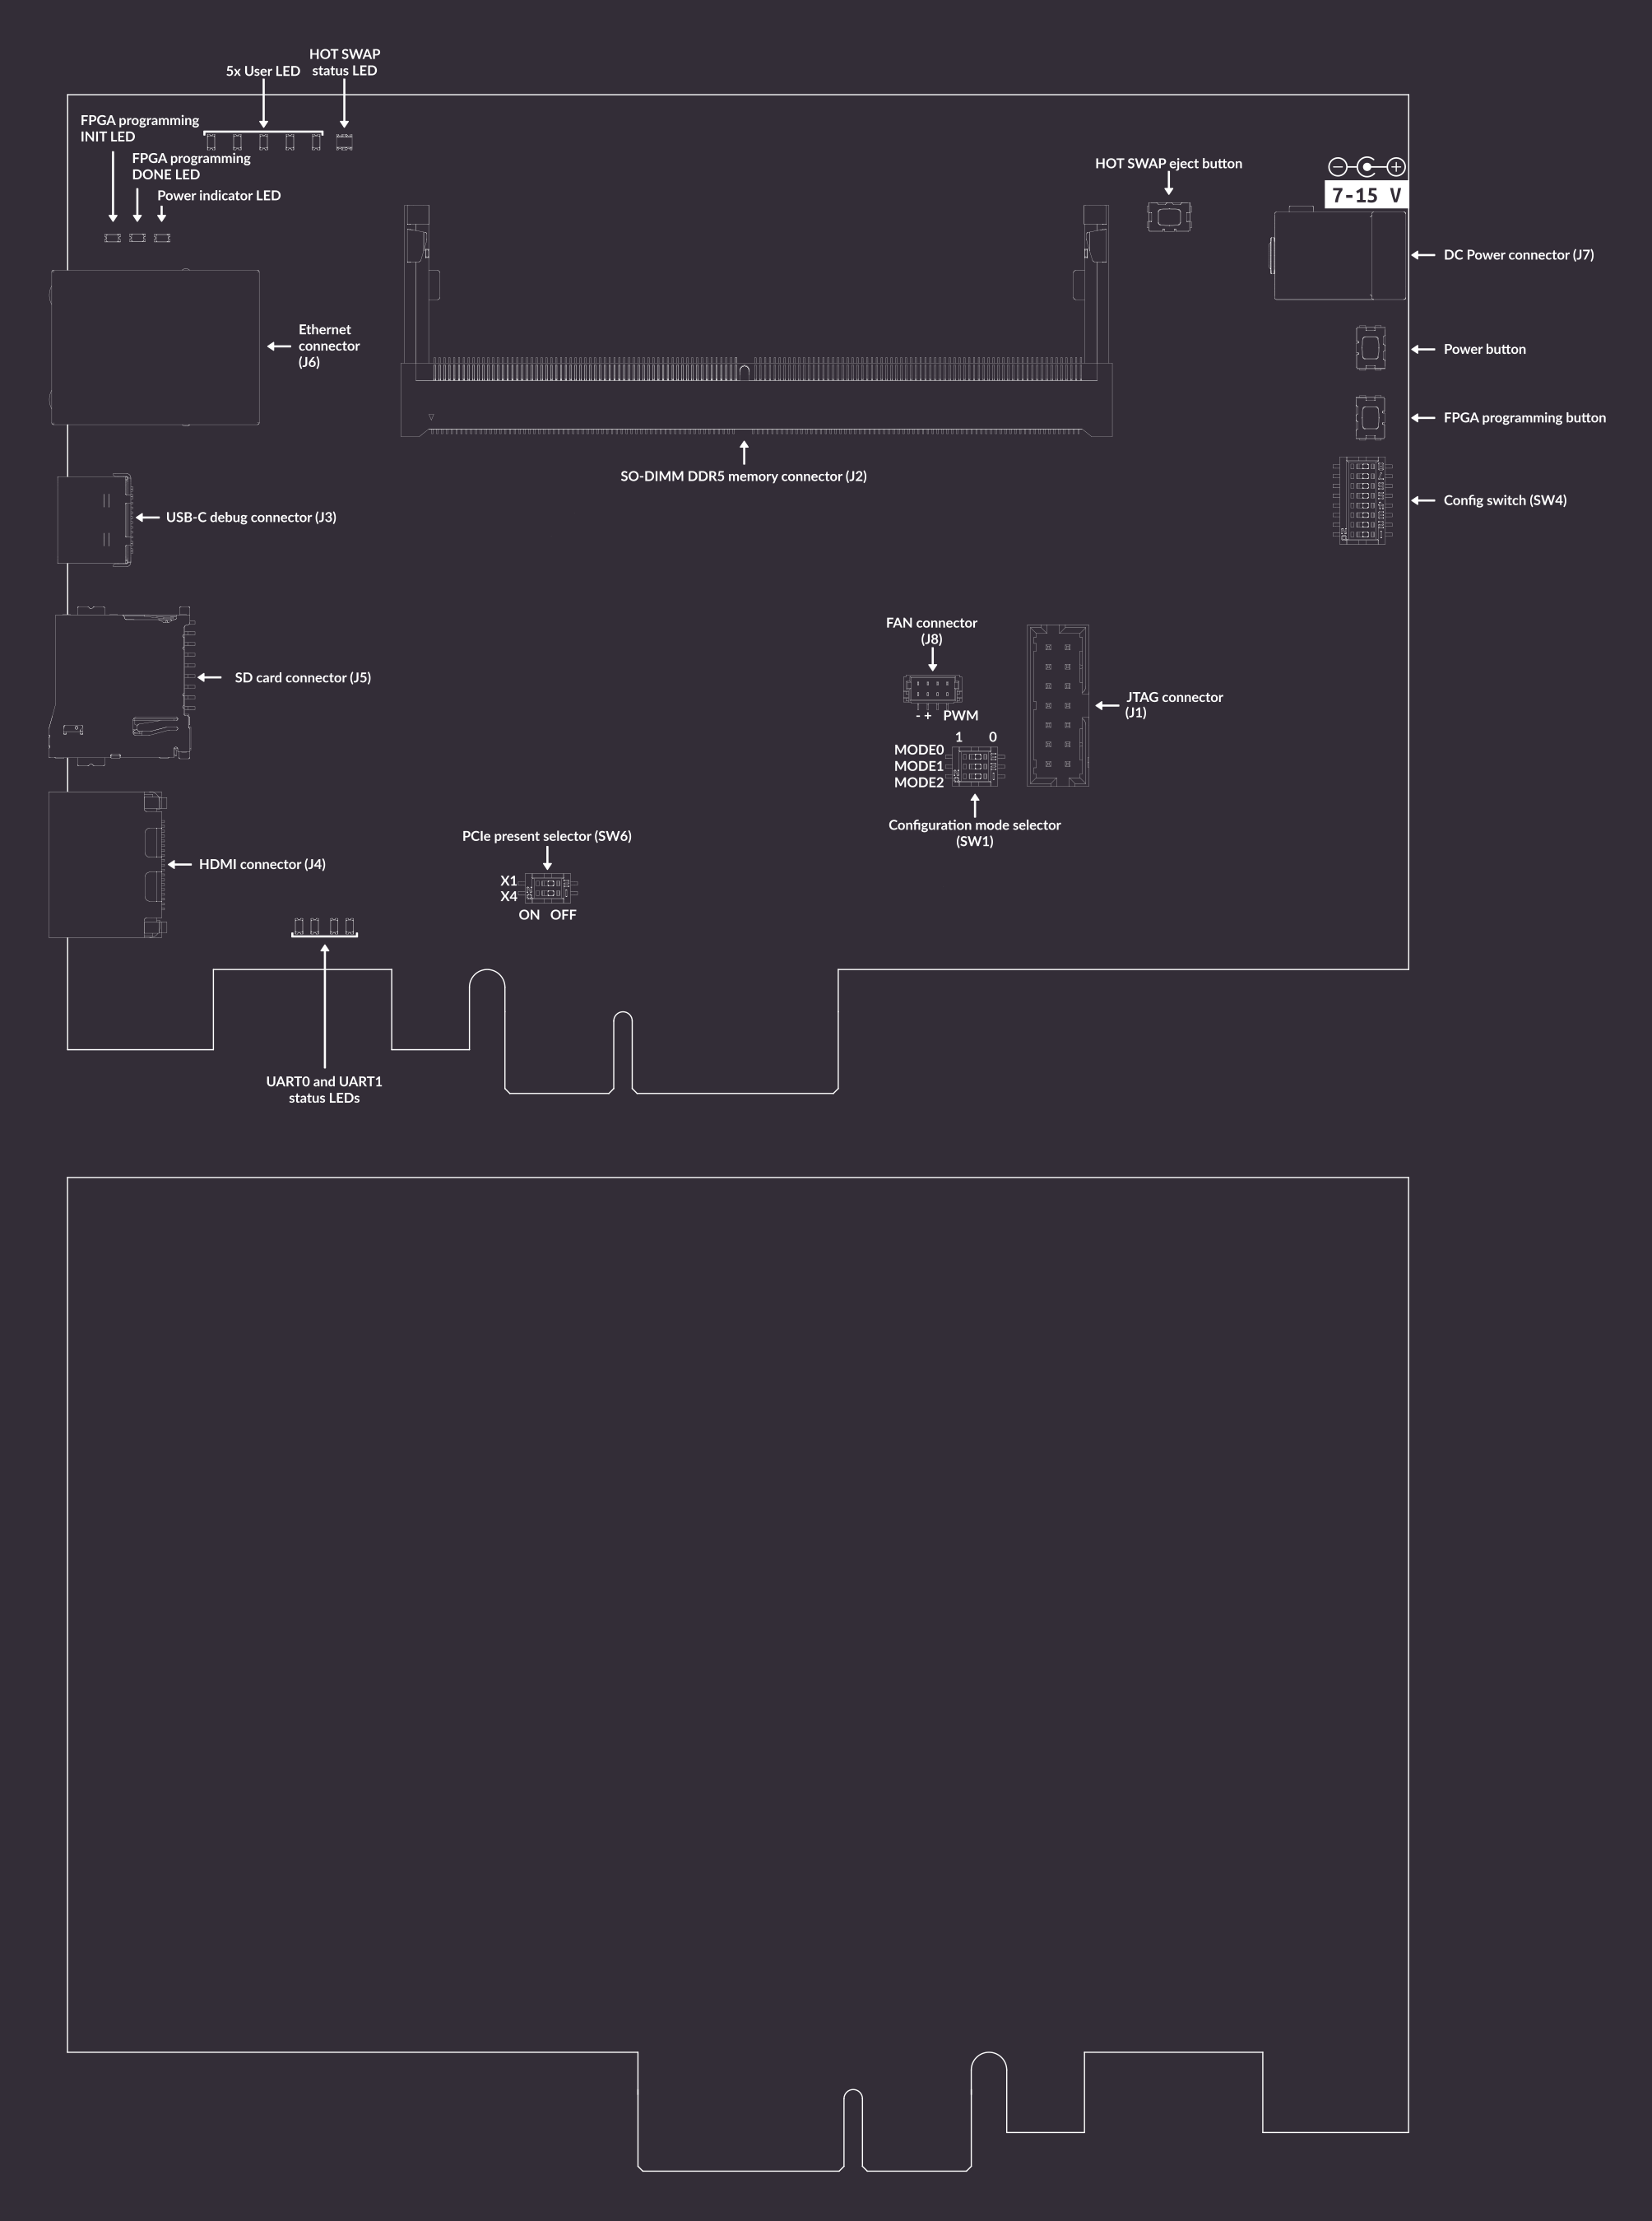 HOT SWAP
status LED
5x User LED
FPGA programming
INIT LED
FPGA programming
DONE LED
Power indicator LED
HOT SWAP eject button
7-15 V
DC Power connector (J7)
Ethernet
connector
(J6)
Power button
FPGA programming button
SO-DIMM DDR5 memory connector (J2)
Config switch (SW4)
USB-C debug connector (J3)
FAN connector
(J8)
SD card connector (J5)
JTAG connector
(J1)
- + PWM
1 0
MODE0
MODE1
MODE2
Configuration mode selector
(SW1)
PCIe present selector (SW6)
HDMI connector (J4)
X1
X4
ON OFF
UART0 and UART1
status LEDs